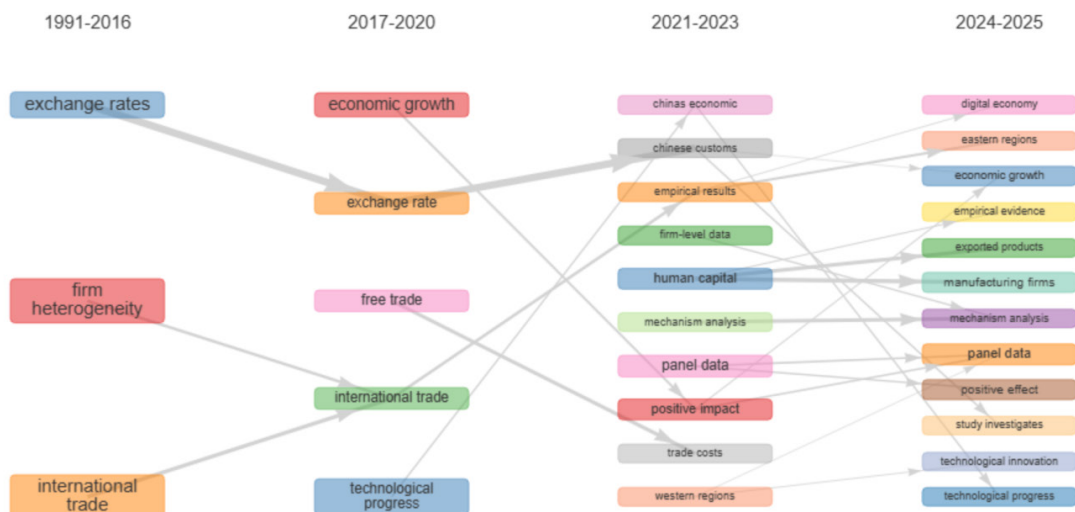 1991-2016
2017-2020
2021-2023
2024-2025
exchange rates
firm
heterogeneity
international
trade
economic growth
exchange rate
free trade
international trade
technological
progress
chinas economic
chinese customs
empirical results
firm-level data
human capital
mechanism analysis
panel data
positive impact
trade costs
western regions
digital economy
eastern regions
economic growth
empirical evidence
exported products
manufacturing firms
mechanism analysis
panel data
positive effect
study investigates
technological innovation
technological progress